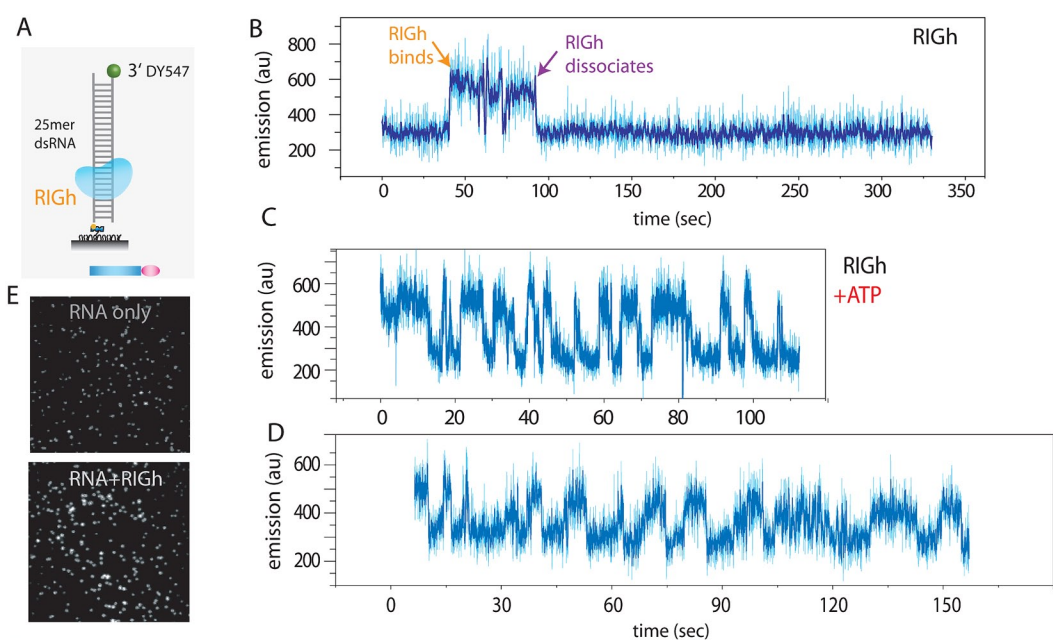 A
3′ DY547
25mer
dsRNA
RIGh
B
RIGh
binds
RIGh
dissociates
RIGh
emission (au)
800
600
400
200
0 50 100 150 200 250 300 350
time (sec)
C
RIGh
+ATP
emission (au)
600
400
200
0 20 40 60 80 100
D
emission (au)
600
400
200
0 30 60 90 120 150
time (sec)
E
RNA only
RNA+RIGh